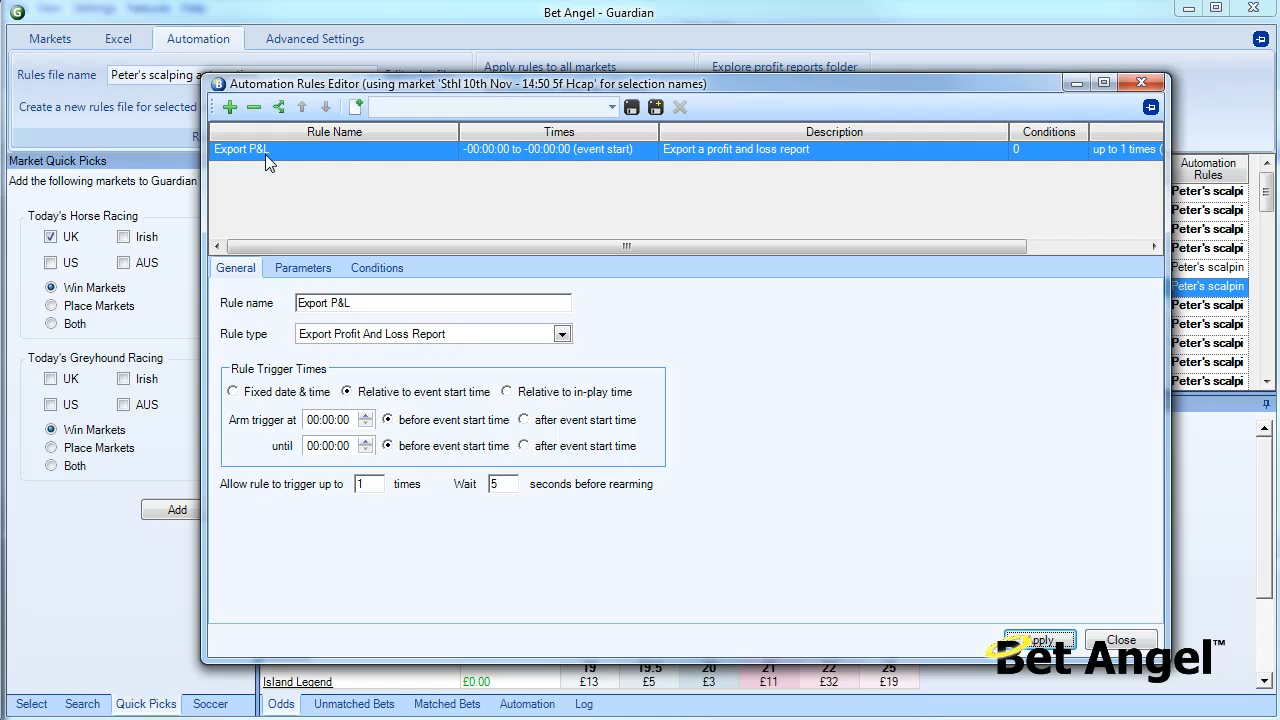 Bet Angel - Guardian
Markets
Excel
Automation
Advanced Settings
Rules file name
Peter's scalping a
Apply rules to all markets
Explore profit reports folder
Create a new rules file for selected
Automation Rules Editor (using market 'Sthl 10th Nov - 14:50 5f Hcap' for selection names)
Market Quick Picks
Add the following markets to Guardian
Today's Horse Racing
UK
Irish
US
AUS
Win Markets
Place Markets
Both
Today's Greyhound Racing
UK
Irish
US
AUS
Win Markets
Place Markets
Both
Add
Rule Name
Times
Description
Conditions
Export P&L
-00:00:00 to -00:00:00 (event start)
Export a profit and loss report
0
up to 1 times (
General
Parameters
Conditions
Rule name
Export P&L
Rule type
Export Profit And Loss Report
Rule Trigger Times
Fixed date & time
Relative to event start time
Relative to in-play time
Arm trigger at
00:00:00
before event start time
after event start time
until
00:00:00
before event start time
after event start time
Allow rule to trigger up to
1
times
Wait
5
seconds before rearming
Apply
Close
Automation
Rules
Peter's scalpi
Peter's scalpi
Peter's scalpi
Peter's scalpi
Peter's scalpin
Peter's scalpin
Peter's scalpi
Peter's scalpi
Peter's scalpi
Peter's scalpi
Peter's scalpi
Bet Angel™
19
19.5
20
21
22
25
Island Legend
£0.00
£13
£5
£3
£11
£32
£19
Select
Search
Quick Picks
Soccer
Odds
Unmatched Bets
Matched Bets
Automation
Log